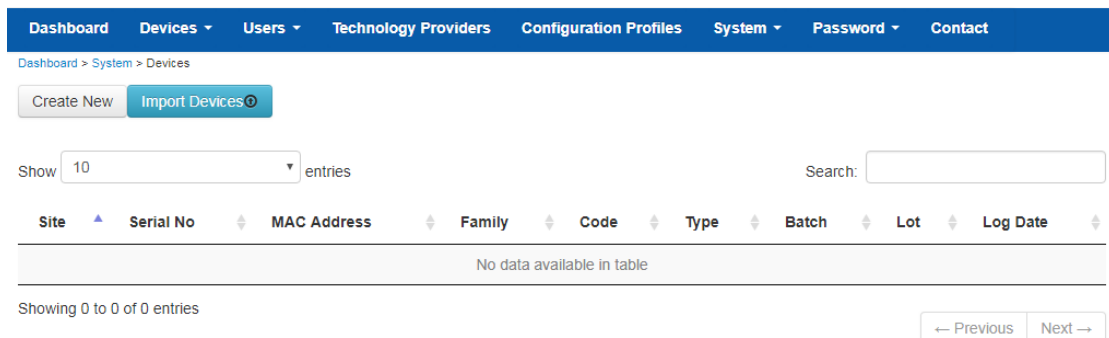 Dashboard Devices Users Technology Providers Configuration Profiles System Password Contact
Dashboard > System > Devices
Create New Import Devices
Show 10 entries Search:
Site Serial No MAC Address Family Code Type Batch Lot Log Date
No data available in table
Showing 0 to 0 of 0 entries
← Previous Next →